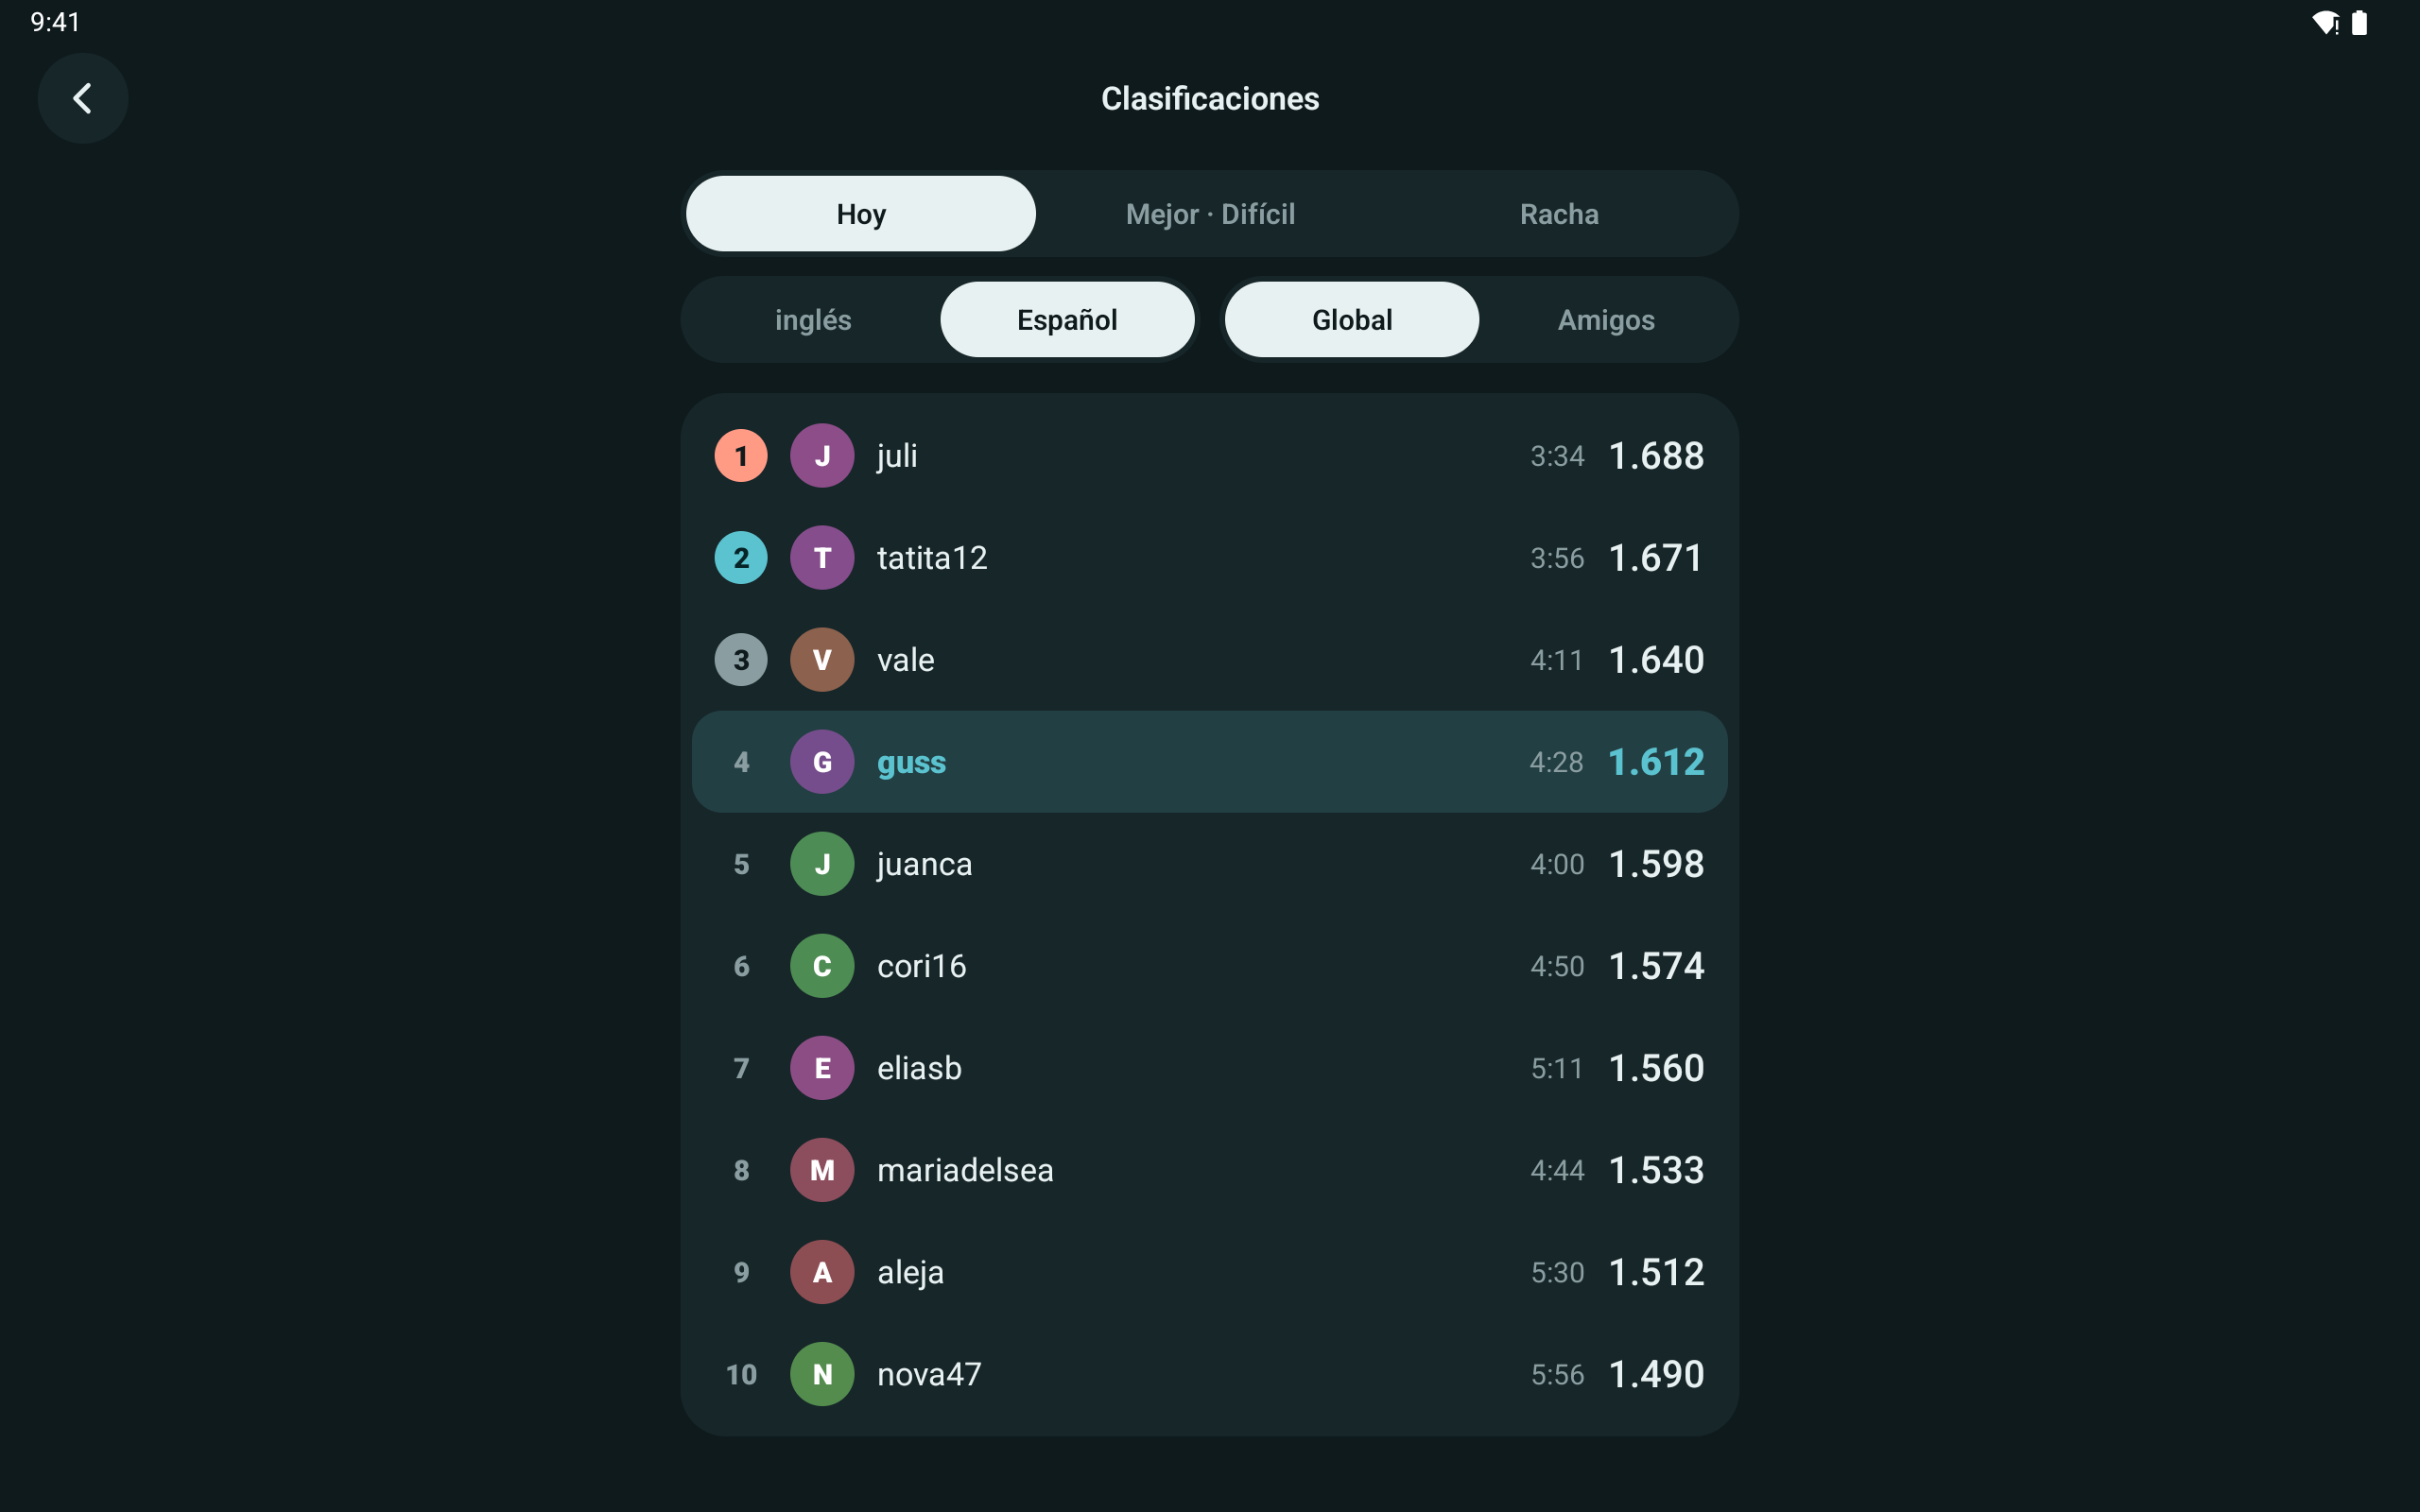 9:41
Clasificaciones
Hoy Mejor · Difícil Racha
inglés Español Global Amigos
1 J juli 3:34 1.688
2 T tatita12 3:56 1.671
3 V vale 4:11 1.640
4 G guss 4:28 1.612
5 J juanca 4:00 1.598
6 C cori16 4:50 1.574
7 E eliasb 5:11 1.560
8 M mariadelsea 4:44 1.533
9 A aleja 5:30 1.512
10 N nova47 5:56 1.490